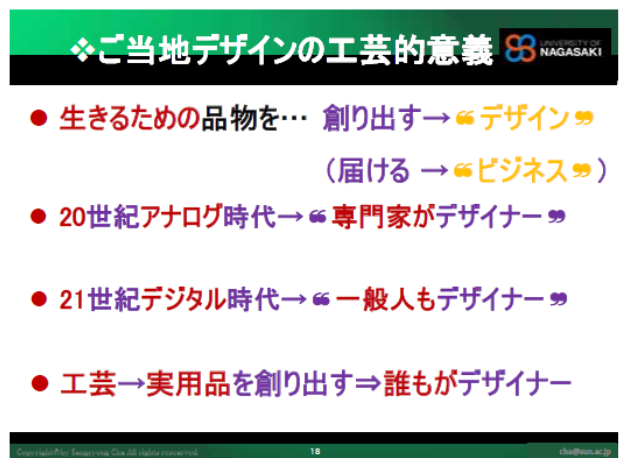 ❖ご当地デザインの工芸的意義
UNIVERSITY OF
NAGASAKI
● 生きるための品物を… 創り出す→❝デザイン❞
（届ける →❝ビジネス❞）
● 20世紀アナログ時代→❝専門家がデザイナー❞
● 21世紀デジタル時代→❝一般人もデザイナー❞
● 工芸→実用品を創り出す⇒誰もがデザイナー
18
cha@sun.ac.jp